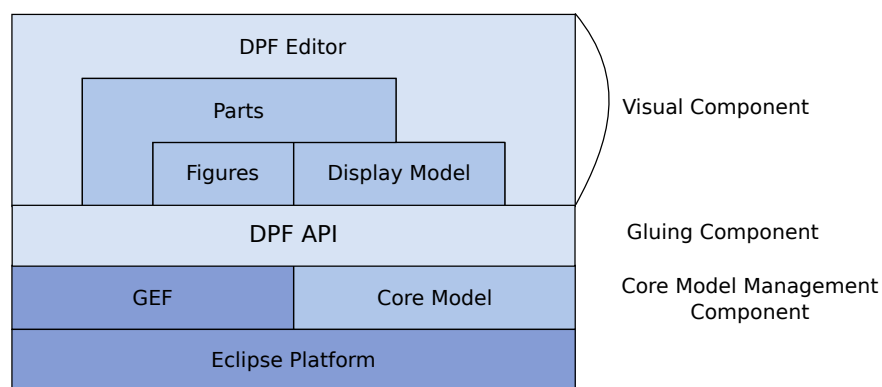 DPF Editor
Parts
Visual Component
Figures
Display Model
DPF API
Gluing Component
GEF
Core Model
Core Model Management
Component
Eclipse Platform